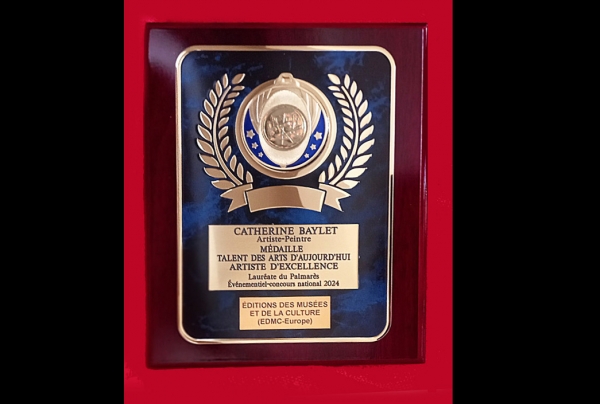 CATHERINE BAYLET
Artiste-Peintre
MÉDAILLE
TALENT DES ARTS D'AUJOURD'HUI
ARTISTE D'EXCELLENCE
Lauréate du Palmarès
Événementiel-concours national 2024
ÉDITIONS DES MUSÉES
ET DE LA CULTURE
(EDMC-Europe)